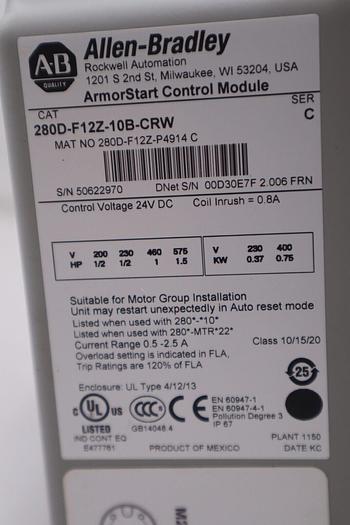 A-B
QUALITY
Allen-Bradley
Rockwell Automation
1201 S 2nd St, Milwaukee, WI 53204, USA
ArmorStart Control Module
CAT
SER
280D-F12Z-10B-CRW
C
MAT NO 280D-F12Z-P4914 C
S/N 50622970 DNet S/N 00D30E7F 2.006 FRN
Control Voltage 24V DC Coil Inrush = 0.8A
V 200 230 460 575
HP 1/2 1/2 1 1.5
V 230 400
KW 0.37 0.75
Suitable for Motor Group Installation
Unit may restart unexpectedly in Auto reset mode
Listed when used with 280*-*10*
Listed when used with 280*-MTR*22*
Current Range 0.5 -2.5 A Class 10/15/20
Overload setting is indicated in FLA,
Trip Ratings are 120% of FLA
25
Enclosure: UL Type 4/12/13
C UL US
LISTED
IND CONT EQ
E477761
CCC
GB14048.4
CE
EN 60947-1
EN 60947-4-1
Pollution Degree 3
IP 67
PRODUCT OF MEXICO
PLANT 1150
DATE KC